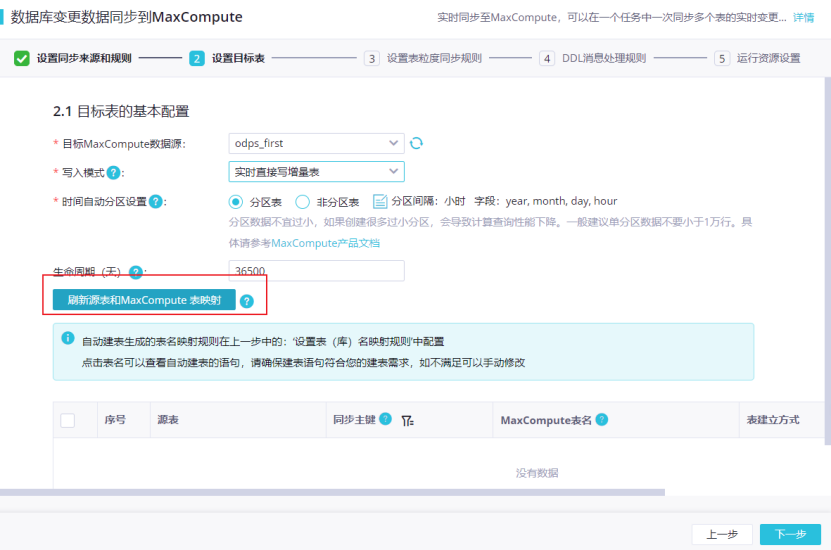 数据库变更数据同步到MaxCompute
实时同步至MaxCompute，可以在一个任务中一次同步多个表的实时变更... 详情
设置同步来源和规则 2 设置目标表 3 设置表粒度同步规则 4 DDL消息处理规则 5 运行资源设置
2.1 目标表的基本配置
* 目标MaxCompute数据源: odps_first
* 写入模式 ?: 实时直接写增量表
* 时间自动分区设置 ?: 分区表 非分区表 分区间隔: 小时 字段: year, month, day, hour
分区数据不宜过小，如果创建很多过小分区，会导致计算查询性能下降。一般建议单分区数据不要小于1万行。具
体请参考MaxCompute产品文档
生命周期（天） ?: 36500
刷新源表和MaxCompute 表映射 ?
自动建表生成的表名映射规则在上一步中的: '设置表（库）名映射规则'中配置
点击表名可以查看自动建表的语句，请确保建表语句符合您的建表需求，如不满足可以手动修改
序号 源表 同步主键 ? MaxCompute表名 ? 表建立方式
没有数据
上一步 下一步